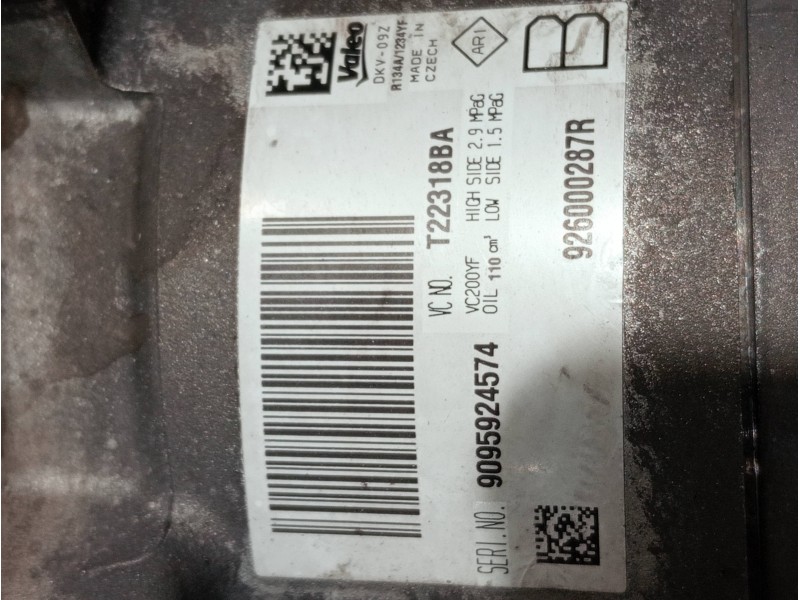 SERI.NO. 9095924574
VC NO. T22318BA
VC200YF HIGH SIDE 2.9 MPaG
OIL 110 cm³ LOW SIDE 1.5 MPaG
926000287R
Valeo
DKV-09Z
R134A/1234YF
MADE IN
CZECH
ARI
B